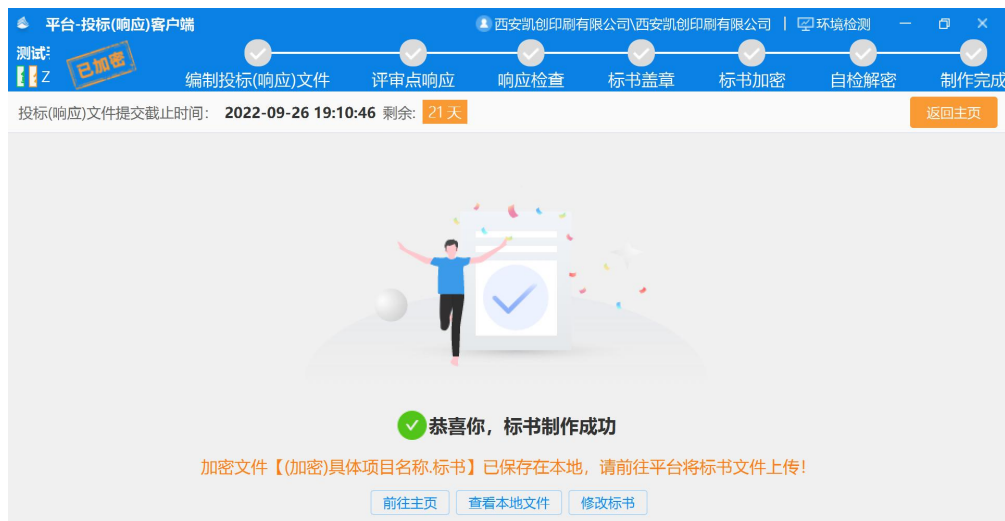 平台-投标(响应)客户端
西安凯创印刷有限公司\西安凯创印刷有限公司 | 环境检测
测试
Z
已加密
编制投标(响应)文件 评审点响应 响应检查 标书盖章 标书加密 自检解密 制作完成
投标(响应)文件提交截止时间: 2022-09-26 19:10:46 剩余: 21 天
返回主页
恭喜你，标书制作成功
加密文件【(加密)具体项目名称.标书】已保存在本地，请前往平台将标书文件上传!
前往主页 查看本地文件 修改标书